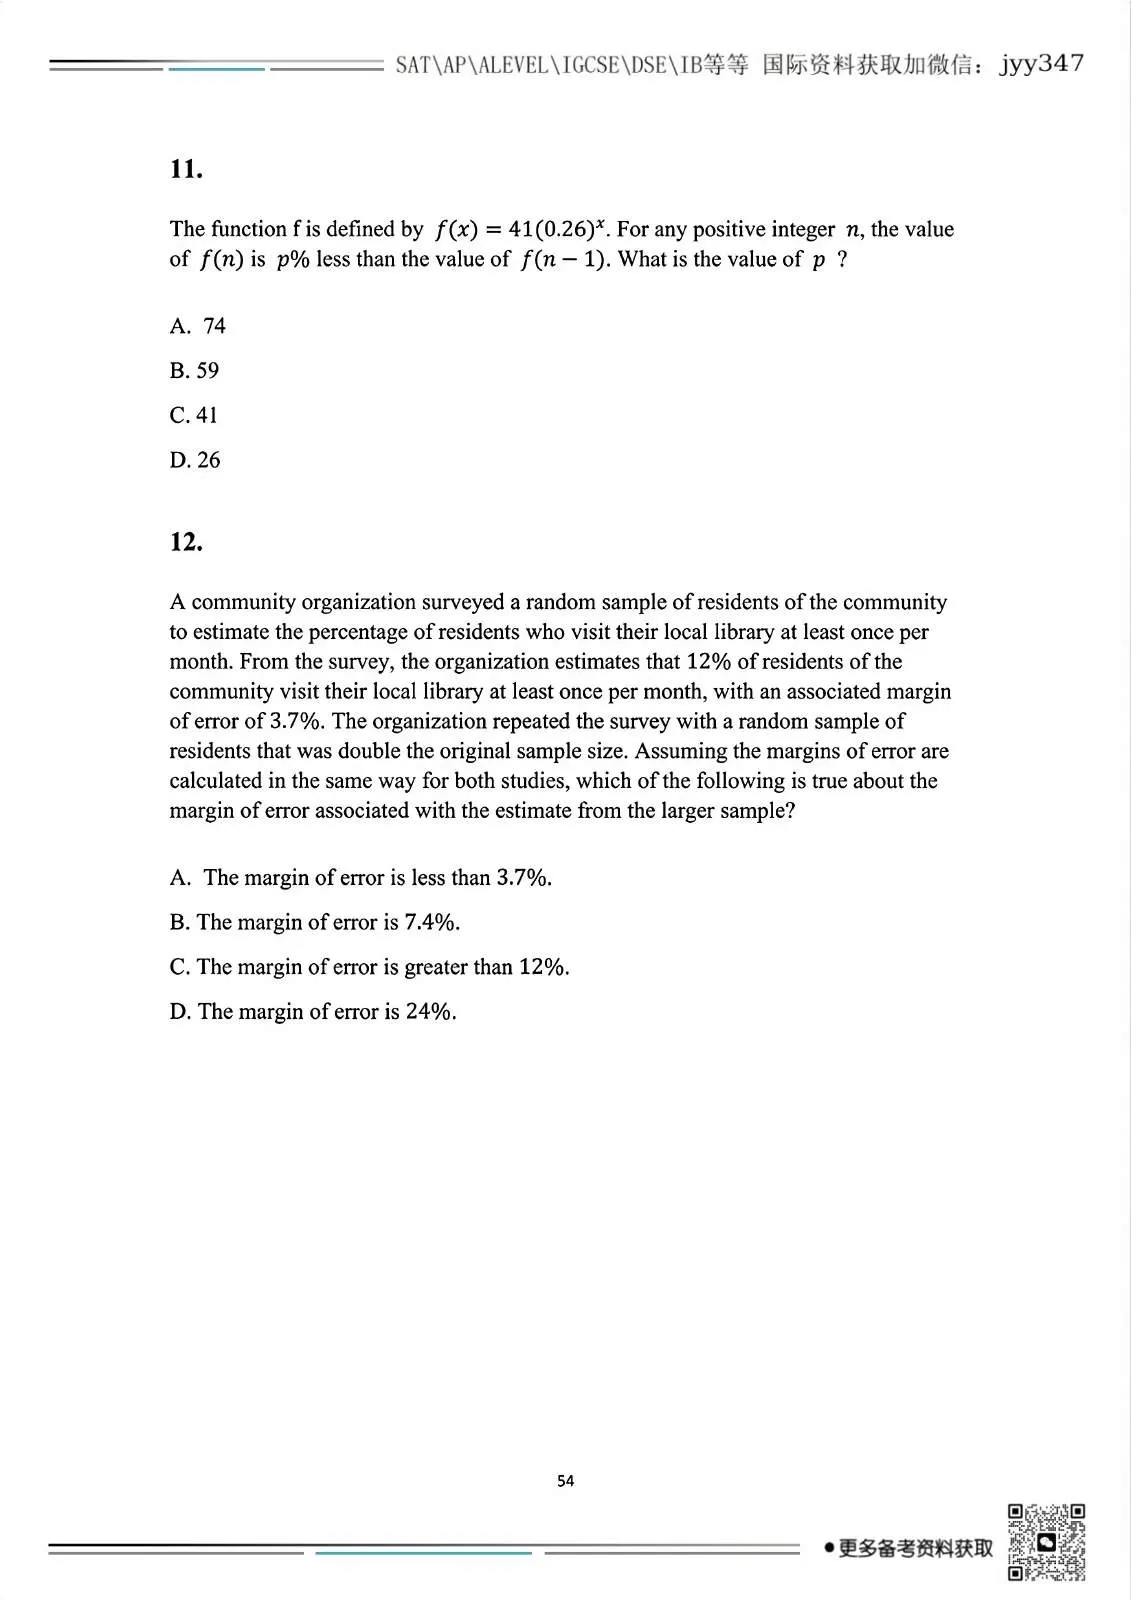 SAT\AP\ALEVEL\IGCSE\DSE\IB等等 国际资料获取加微信: jyy347
11.
The function f is defined by f(x) = 41(0.26)ˣ. For any positive integer n, the value
of f(n) is p% less than the value of f(n − 1). What is the value of p ?
A. 74
B. 59
C. 41
D. 26
12.
A community organization surveyed a random sample of residents of the community
to estimate the percentage of residents who visit their local library at least once per
month. From the survey, the organization estimates that 12% of residents of the
community visit their local library at least once per month, with an associated margin
of error of 3.7%. The organization repeated the survey with a random sample of
residents that was double the original sample size. Assuming the margins of error are
calculated in the same way for both studies, which of the following is true about the
margin of error associated with the estimate from the larger sample?
A. The margin of error is less than 3.7%.
B. The margin of error is 7.4%.
C. The margin of error is greater than 12%.
D. The margin of error is 24%.
54
●更多备考资料获取